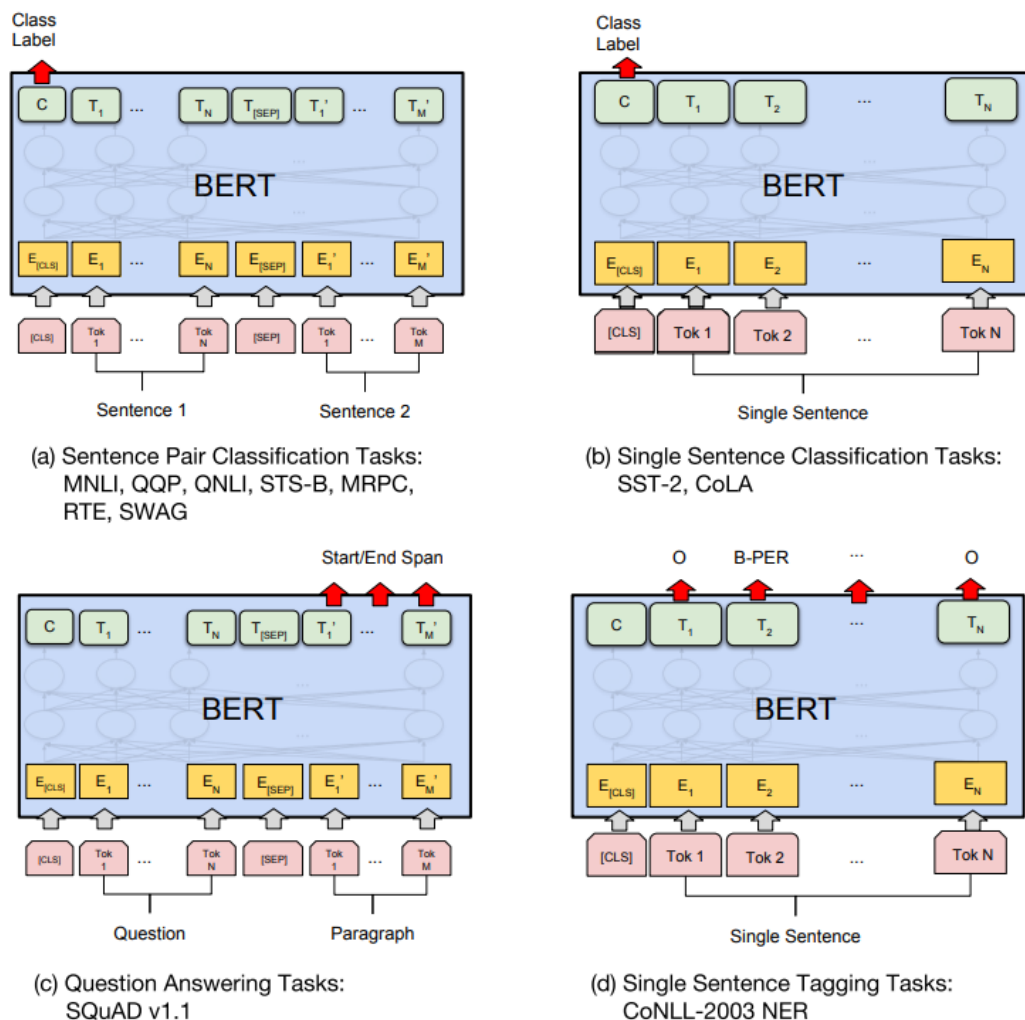 Class
Label
C T1 ... TN T[SEP] T1' ... TM'
...
BERT
...
E[CLS] E1 ... EN E[SEP] E1' ... EM'
[CLS] Tok 1 ... Tok N [SEP] Tok 1 ... Tok M
Sentence 1 Sentence 2
(a) Sentence Pair Classification Tasks:
MNLI, QQP, QNLI, STS-B, MRPC,
RTE, SWAG
Class
Label
C T1 T2 ... TN
...
BERT
...
E[CLS] E1 E2 ... EN
[CLS] Tok 1 Tok 2 ... Tok N
Single Sentence
(b) Single Sentence Classification Tasks:
SST-2, CoLA
Start/End Span
C T1 ... TN T[SEP] T1' ... TM'
...
BERT
...
E[CLS] E1 ... EN E[SEP] E1' ... EM'
[CLS] Tok 1 ... Tok N [SEP] Tok 1 ... Tok M
Question Paragraph
(c) Question Answering Tasks:
SQuAD v1.1
O B-PER ... O
C T1 T2 ... TN
...
BERT
...
E[CLS] E1 E2 ... EN
[CLS] Tok 1 Tok 2 ... Tok N
Single Sentence
(d) Single Sentence Tagging Tasks:
CoNLL-2003 NER